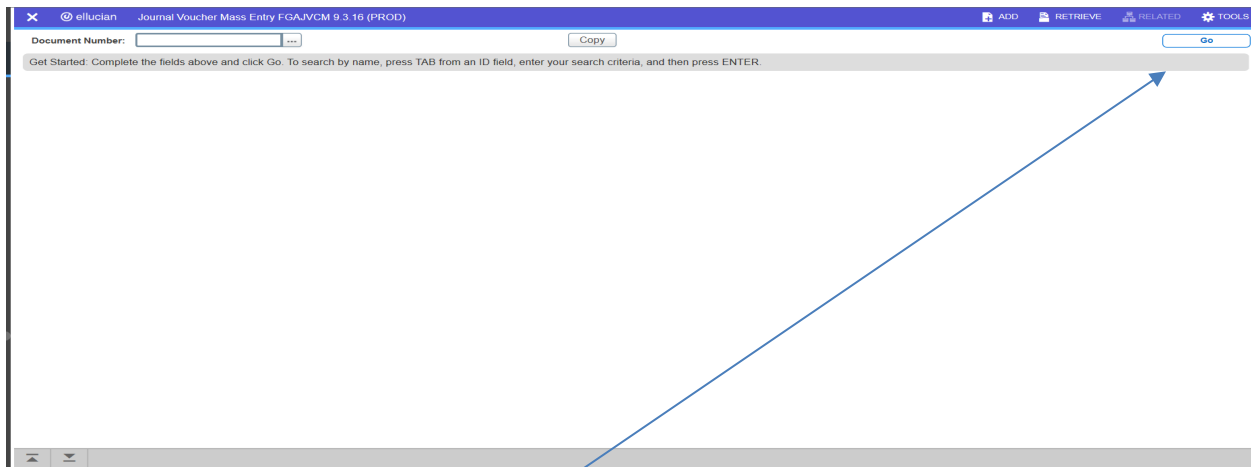 ellucian Journal Voucher Mass Entry FGAJVCM 9.3.16 (PROD) ADD RETRIEVE RELATED TOOLS
Document Number: ... Copy Go
Get Started: Complete the fields above and click Go. To search by name, press TAB from an ID field, enter your search criteria, and then press ENTER.